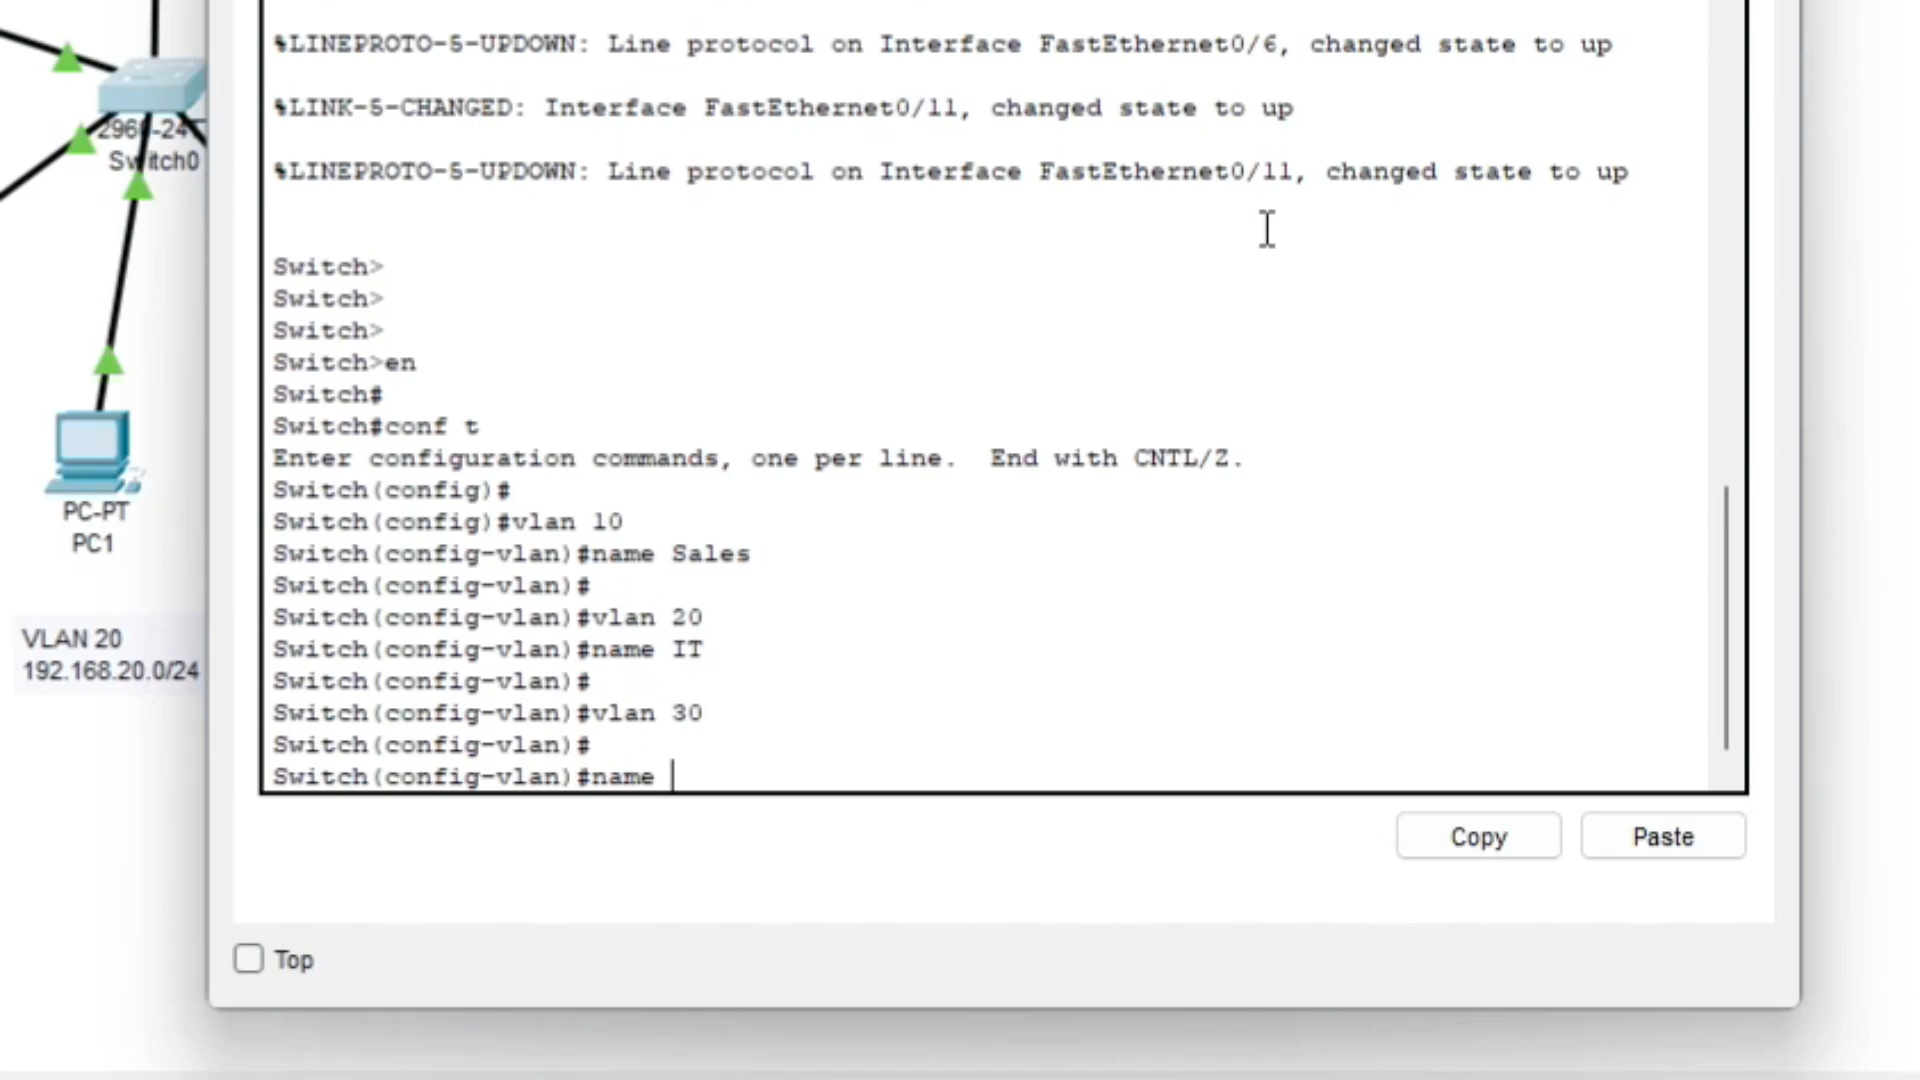 %LINEPROTO-5-UPDOWN: Line protocol on Interface FastEthernet0/6, changed state to up
%LINK-5-CHANGED: Interface FastEthernet0/11, changed state to up
%LINEPROTO-5-UPDOWN: Line protocol on Interface FastEthernet0/11, changed state to up
Switch>
Switch>
Switch>
Switch>en
Switch#
Switch#conf t
Enter configuration commands, one per line.  End with CNTL/Z.
Switch(config)#
Switch(config)#vlan 10
Switch(config-vlan)#name Sales
Switch(config-vlan)#
Switch(config-vlan)#vlan 20
Switch(config-vlan)#name IT
Switch(config-vlan)#
Switch(config-vlan)#vlan 30
Switch(config-vlan)#
Switch(config-vlan)#name
Copy
Paste
Top
Switch0
PC-PT
PC1
VLAN 20
192.168.20.0/24